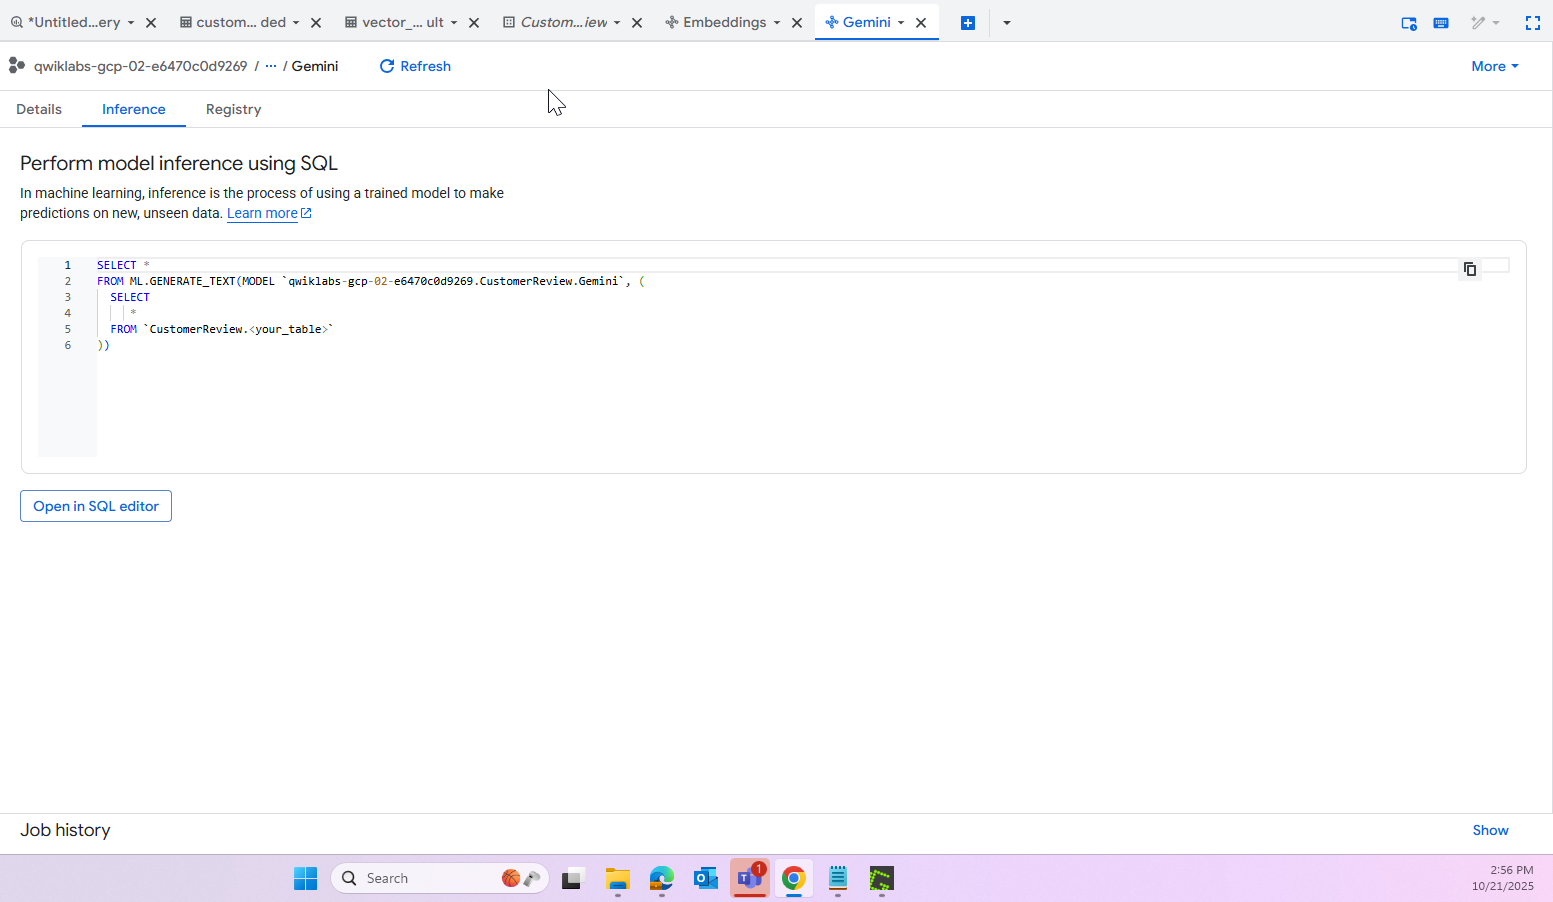 *Untitled...ery
custom... ded
vector_... ult
Custom...iew
Embeddings
Gemini
qwiklabs-gcp-02-e6470c0d9269 / ··· / Gemini
Refresh
More
Details
Inference
Registry
Perform model inference using SQL
In machine learning, inference is the process of using a trained model to make
predictions on new, unseen data. Learn more
1 SELECT *
2 FROM ML.GENERATE_TEXT(MODEL `qwiklabs-gcp-02-e6470c0d9269.CustomerReview.Gemini`, (
3 SELECT
4 *
5 FROM `CustomerReview.<your_table>`
6 ))
Open in SQL editor
Job history
Show
Search
1
2:56 PM
10/21/2025